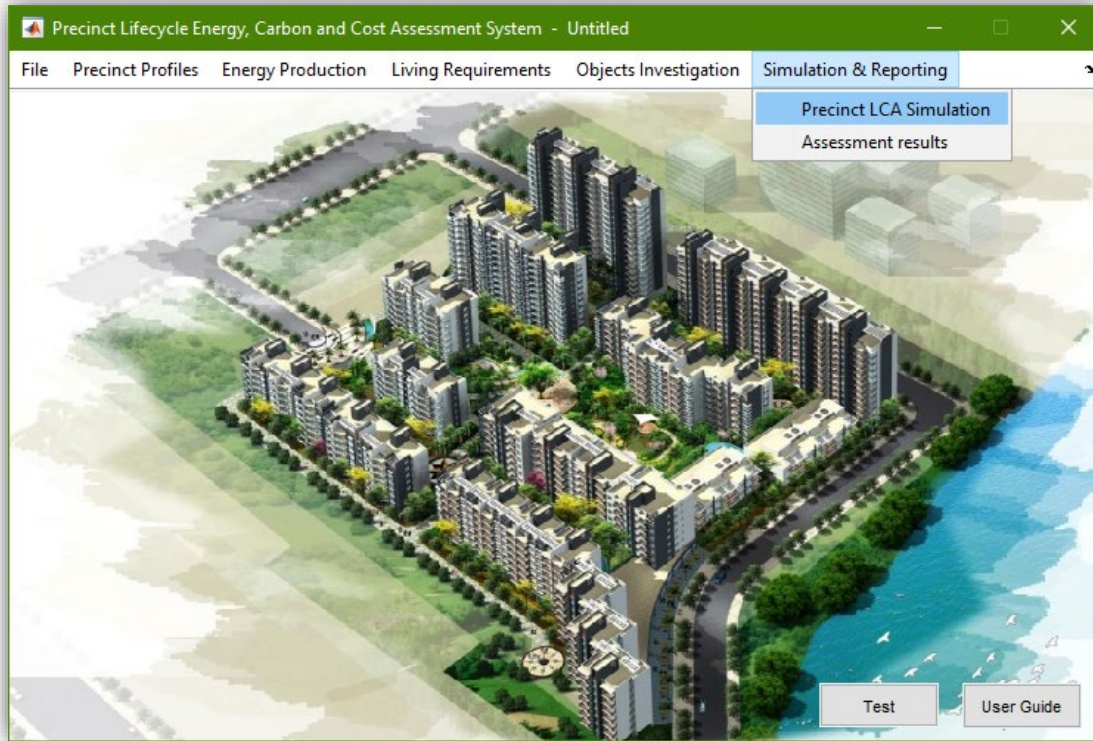 Precinct Lifecycle Energy, Carbon and Cost Assessment System - Untitled
File Precinct Profiles Energy Production Living Requirements Objects Investigation Simulation & Reporting
Precinct LCA Simulation
Assessment results
Test User Guide